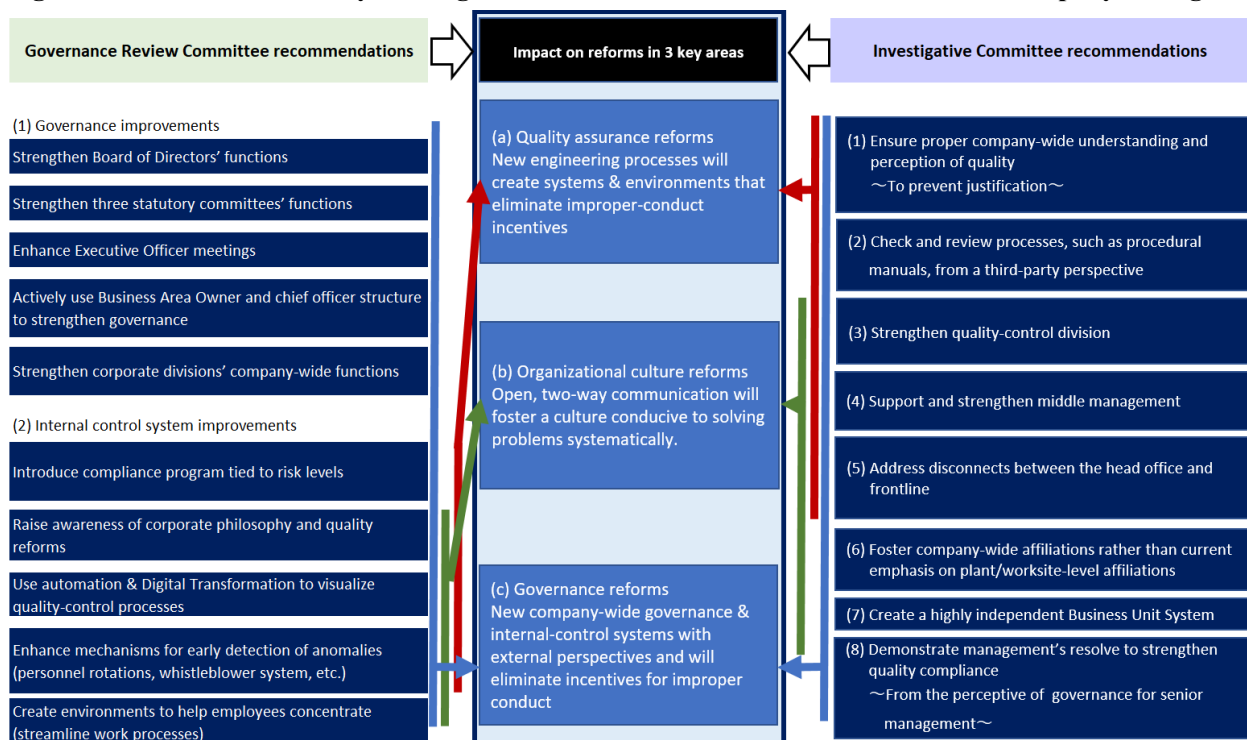 Governance Review Committee recommendations
Impact on reforms in 3 key areas
Investigative Committee recommendations
(1) Governance improvements
Strengthen Board of Directors' functions
Strengthen three statutory committees' functions
Enhance Executive Officer meetings
Actively use Business Area Owner and chief officer structure
to strengthen governance
Strengthen corporate divisions' company-wide functions
(2) Internal control system improvements
Introduce compliance program tied to risk levels
Raise awareness of corporate philosophy and quality
reforms
Use automation & Digital Transformation to visualize
quality-control processes
Enhance mechanisms for early detection of anomalies
(personnel rotations, whistleblower system, etc.)
Create environments to help employees concentrate
(streamline work processes)
(a) Quality assurance reforms
New engineering processes will
create systems & environments that
eliminate improper-conduct
incentives
(b) Organizational culture reforms
Open, two-way communication will
foster a culture conducive to solving
problems systematically.
(c) Governance reforms
New company-wide governance &
internal-control systems with
external perspectives and will
eliminate incentives for improper
conduct
(1) Ensure proper company-wide understanding and
perception of quality
～To prevent justification～
(2) Check and review processes, such as procedural
manuals, from a third-party perspective
(3) Strengthen quality-control division
(4) Support and strengthen middle management
(5) Address disconnects between the head office and
frontline
(6) Foster company-wide affiliations rather than current
emphasis on plant/worksite-level affiliations
(7) Create a highly independent Business Unit System
(8) Demonstrate management's resolve to strengthen
quality compliance
～From the perceptive of governance for senior
management～